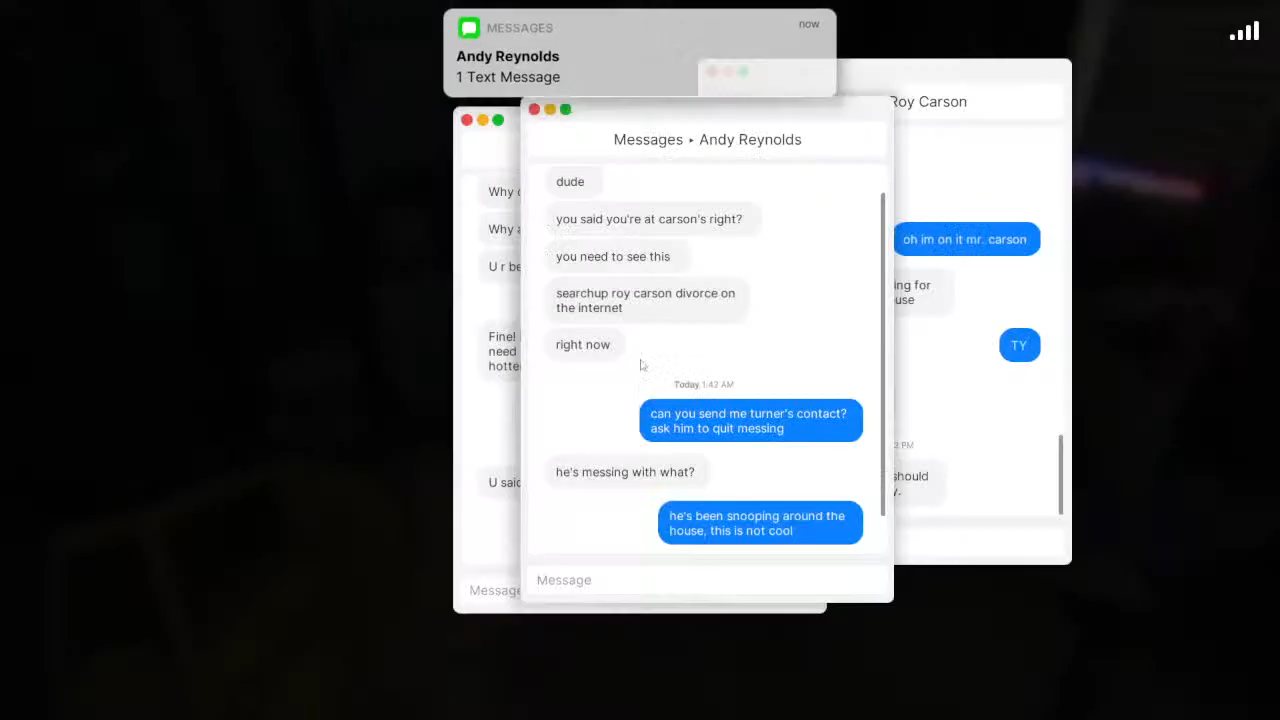 MESSAGES
now
Andy Reynolds
1 Text Message
Roy Carson
Messages ▸ Andy Reynolds
dude
you said you're at carson's right?
you need to see this
searchup roy carson divorce on
the internet
right now
Today 1:42 AM
can you send me turner's contact?
ask him to quit messing
he's messing with what?
he's been snooping around the
house, this is not cool
Message
Why
Why
U r be
Fine!
need
hotte
U said
Message
oh im on it mr. carson
ing for
use
TY
2 PM
should
y.